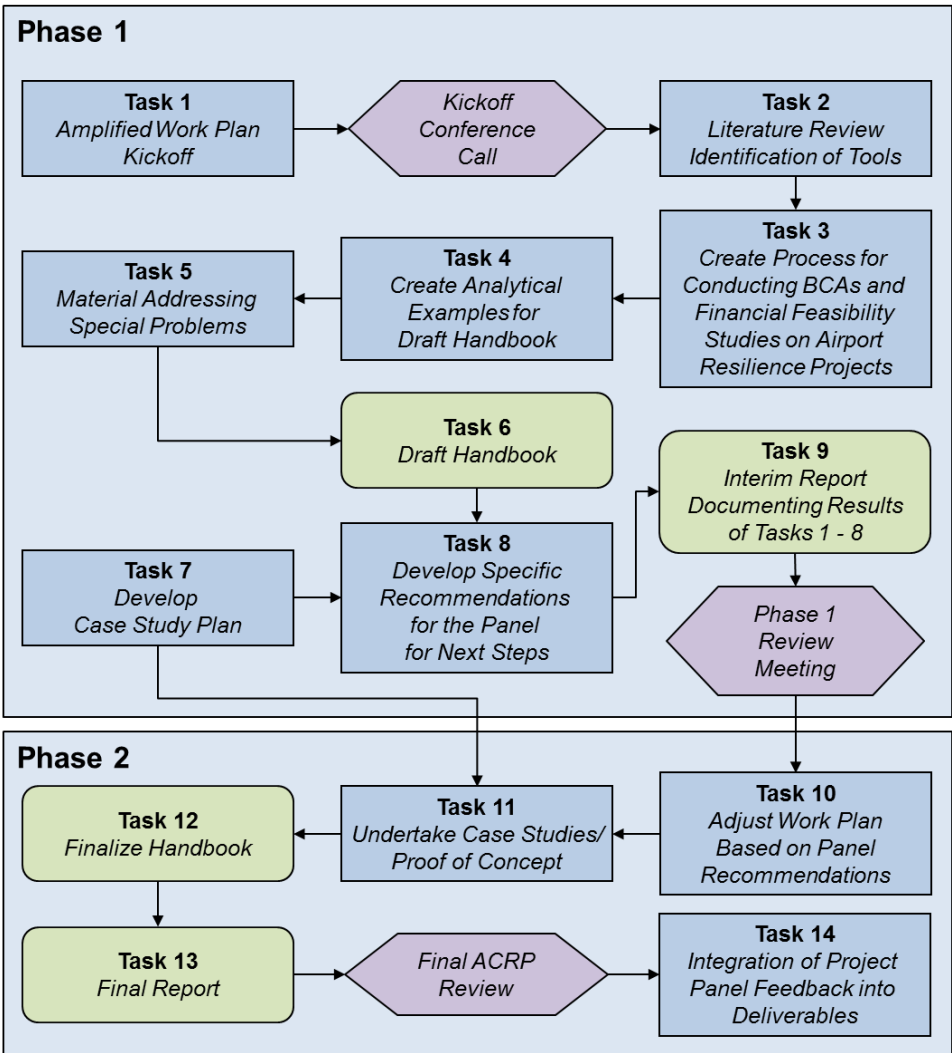 Phase 1
Task 1
Amplified Work Plan
Kickoff
Kickoff
Conference
Call
Task 2
Literature Review
Identification of Tools
Task 3
Create Process for
Conducting BCAs and
Financial Feasibility
Studies on Airport
Resilience Projects
Task 4
Create Analytical
Examples for
Draft Handbook
Task 5
Material Addressing
Special Problems
Task 6
Draft Handbook
Task 7
Develop
Case Study Plan
Task 8
Develop Specific
Recommendations
for the Panel
for Next Steps
Task 9
Interim Report
Documenting Results
of Tasks 1 - 8
Phase 1
Review
Meeting
Phase 2
Task 10
Adjust Work Plan
Based on Panel
Recommendations
Task 11
Undertake Case Studies/
Proof of Concept
Task 12
Finalize Handbook
Task 13
Final Report
Final ACRP
Review
Task 14
Integration of Project
Panel Feedback into
Deliverables